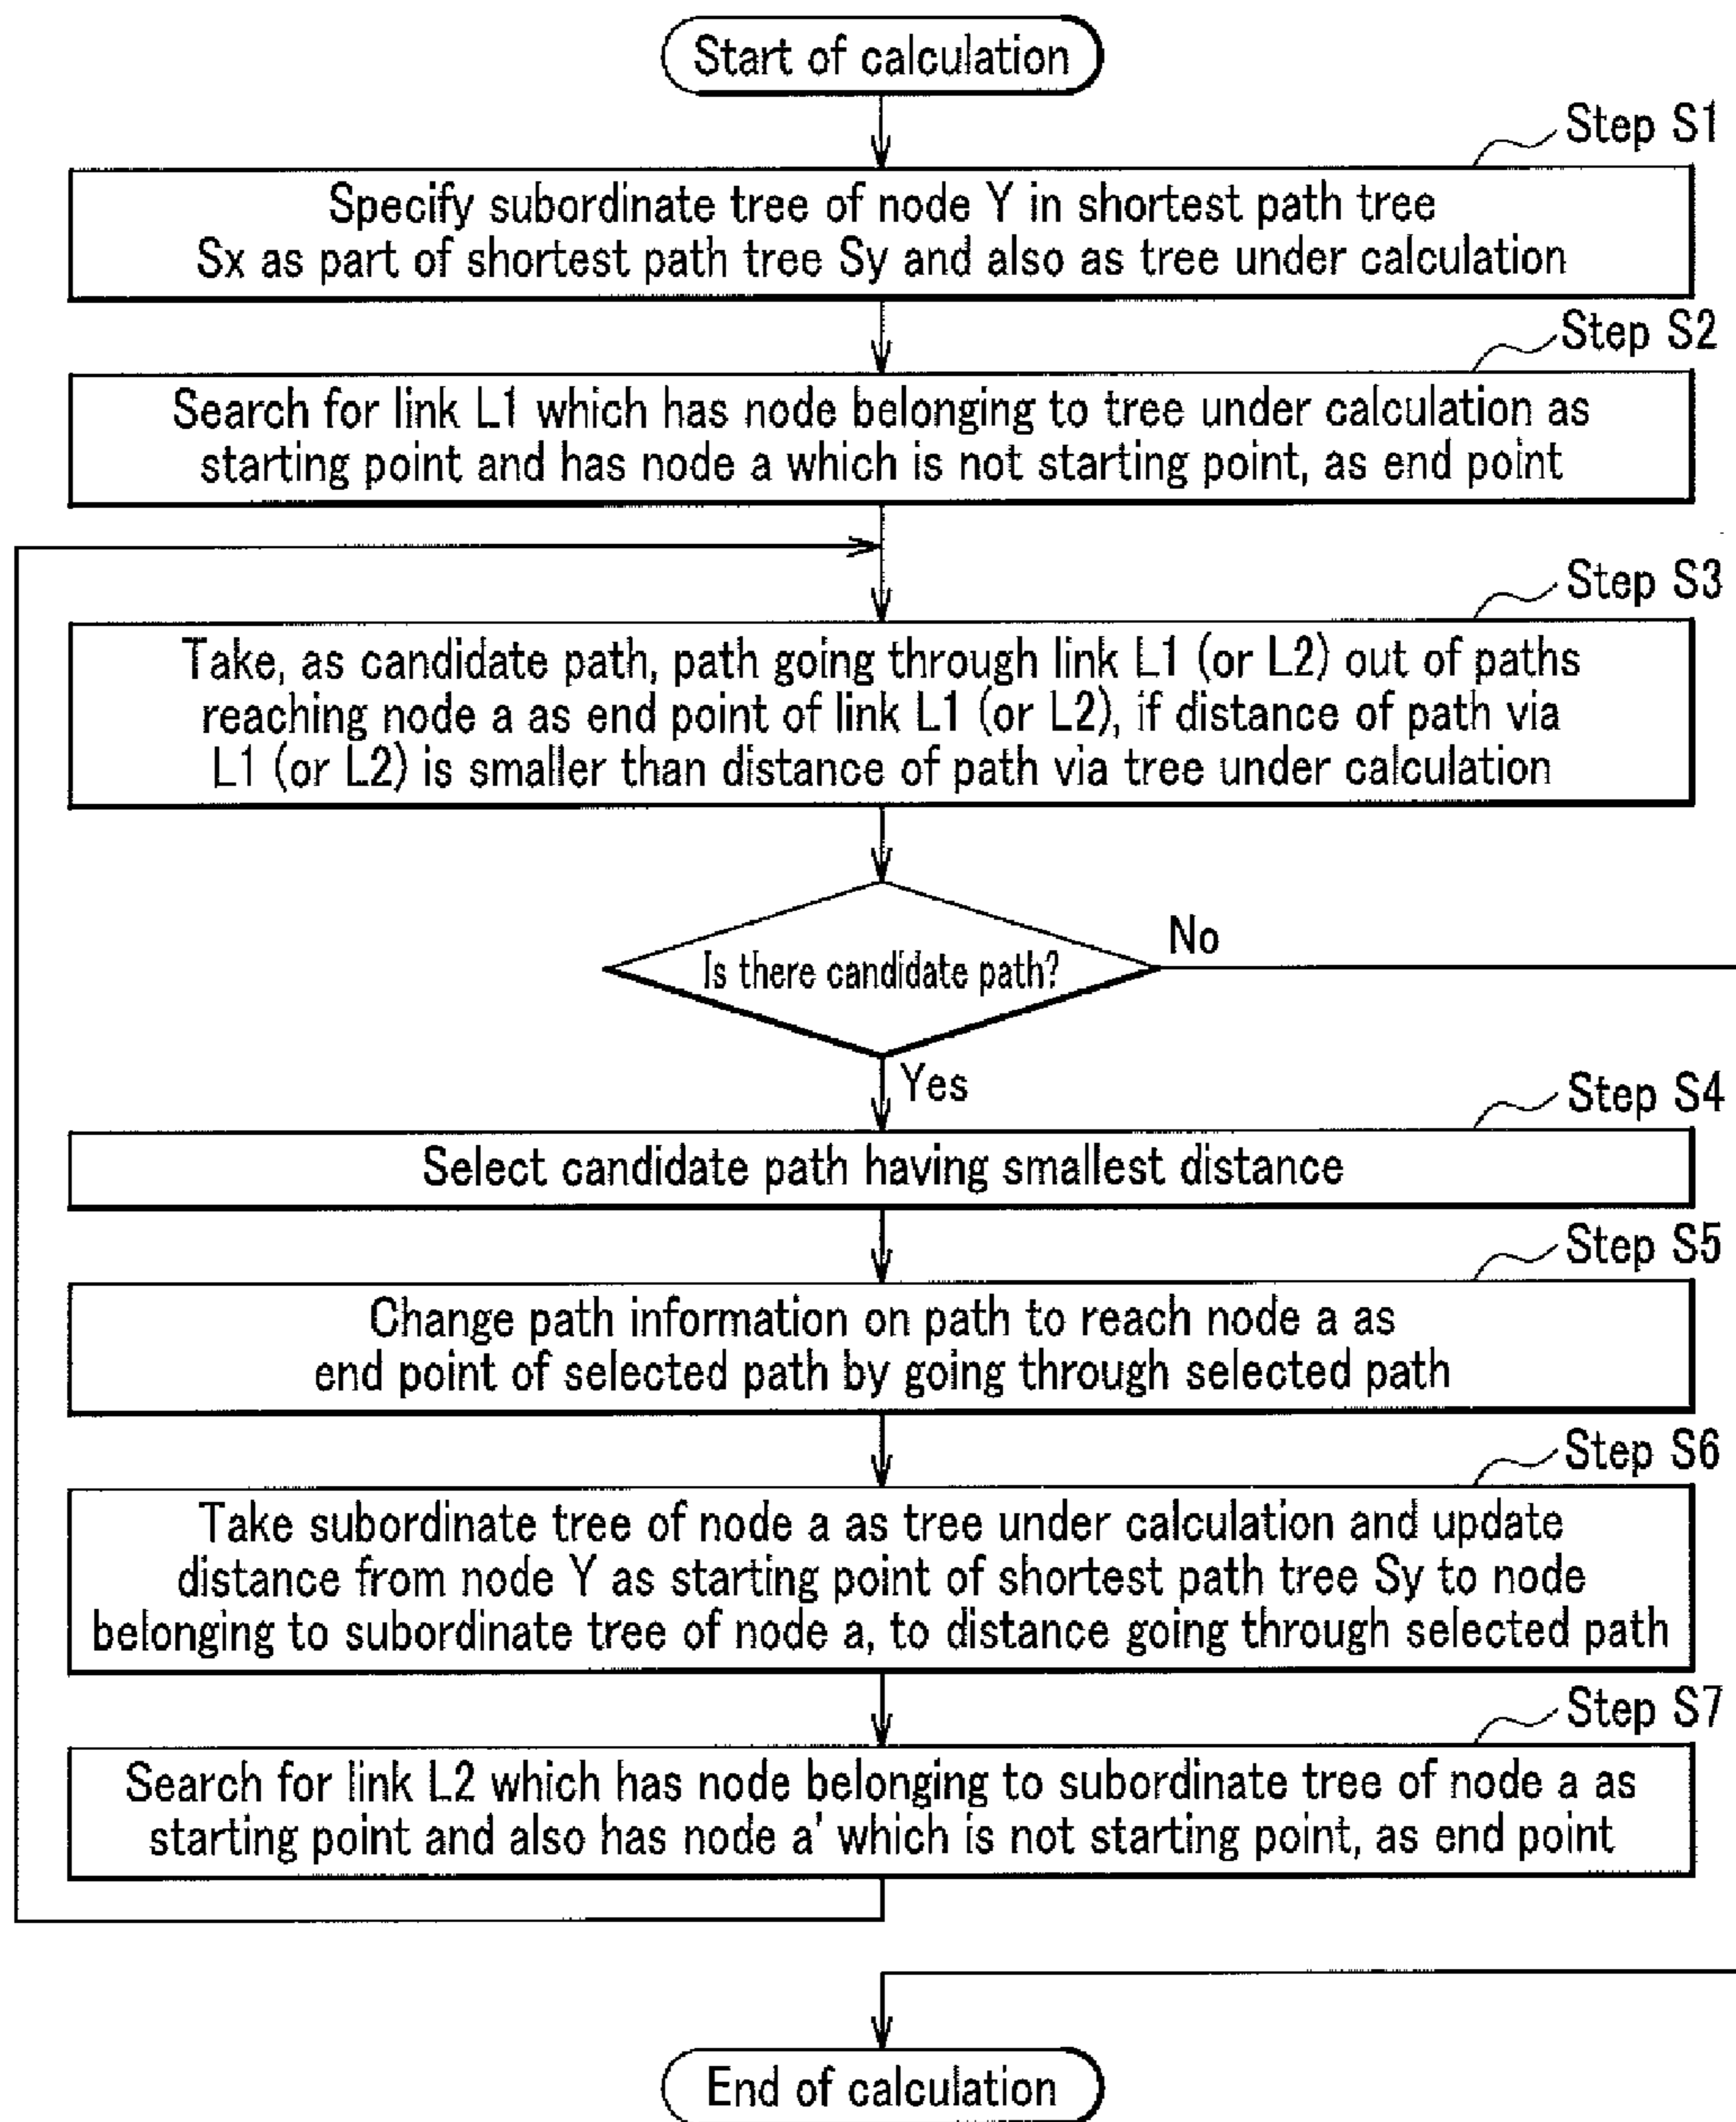 Start of calculation
Step S1
Specify subordinate tree of node Y in shortest path tree
Sx as part of shortest path tree Sy and also as tree under calculation
Step S2
Search for link L1 which has node belonging to tree under calculation as
starting point and has node a which is not starting point, as end point
Step S3
Take, as candidate path, path going through link L1 (or L2) out of paths
reaching node a as end point of link L1 (or L2), if distance of path via
L1 (or L2) is smaller than distance of path via tree under calculation
Is there candidate path?
No
Yes
Step S4
Select candidate path having smallest distance
Step S5
Change path information on path to reach node a as
end point of selected path by going through selected path
Step S6
Take subordinate tree of node a as tree under calculation and update
distance from node Y as starting point of shortest path tree Sy to node
belonging to subordinate tree of node a, to distance going through selected path
Step S7
Search for link L2 which has node belonging to subordinate tree of node a as
starting point and also has node a' which is not starting point, as end point
End of calculation